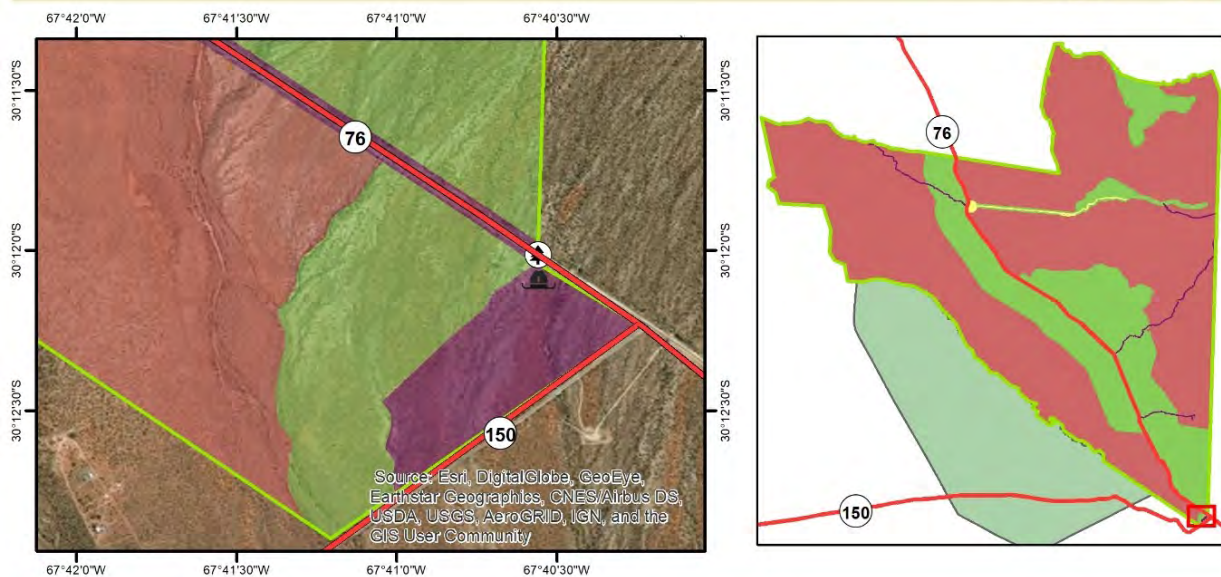 67°42'0"W
67°41'30"W
67°41'0"W
67°40'30"W
30°11'30"S
30°11'30"S
76
76
30°12'0"S
30°12'0"S
30°12'30"S
30°12'30"S
150
150
Source: Esri, DigitalGlobe, GeoEye,
Earthstar Geographics, CNES/Airbus DS,
USDA, USGS, AeroGRID, IGN, and the
GIS User Community
67°42'0"W
67°41'30"W
67°41'0"W
67°40'30"W